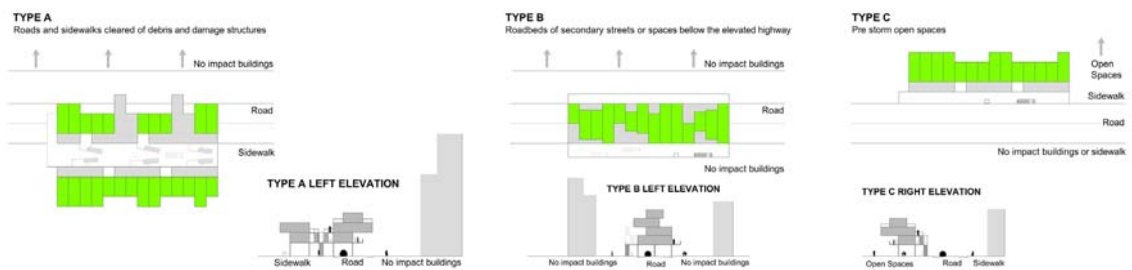 TYPE A
Roads and sidewalks cleared of debris and damage structures
No impact buildings
Road
Sidewalk
TYPE A LEFT ELEVATION
Sidewalk
Road
No impact buildings
TYPE B
Roadbeds of secondary streets or spaces below the elevated highway
No impact buildings
Road
No impact buildings
TYPE B LEFT ELEVATION
No impact buildings
Road
No impact buildings
TYPE C
Pre storm open spaces
Open
Spaces
Sidewalk
Road
No impact buildings or sidewalk
TYPE C RIGHT ELEVATION
Open Spaces
Road
Sidewalk